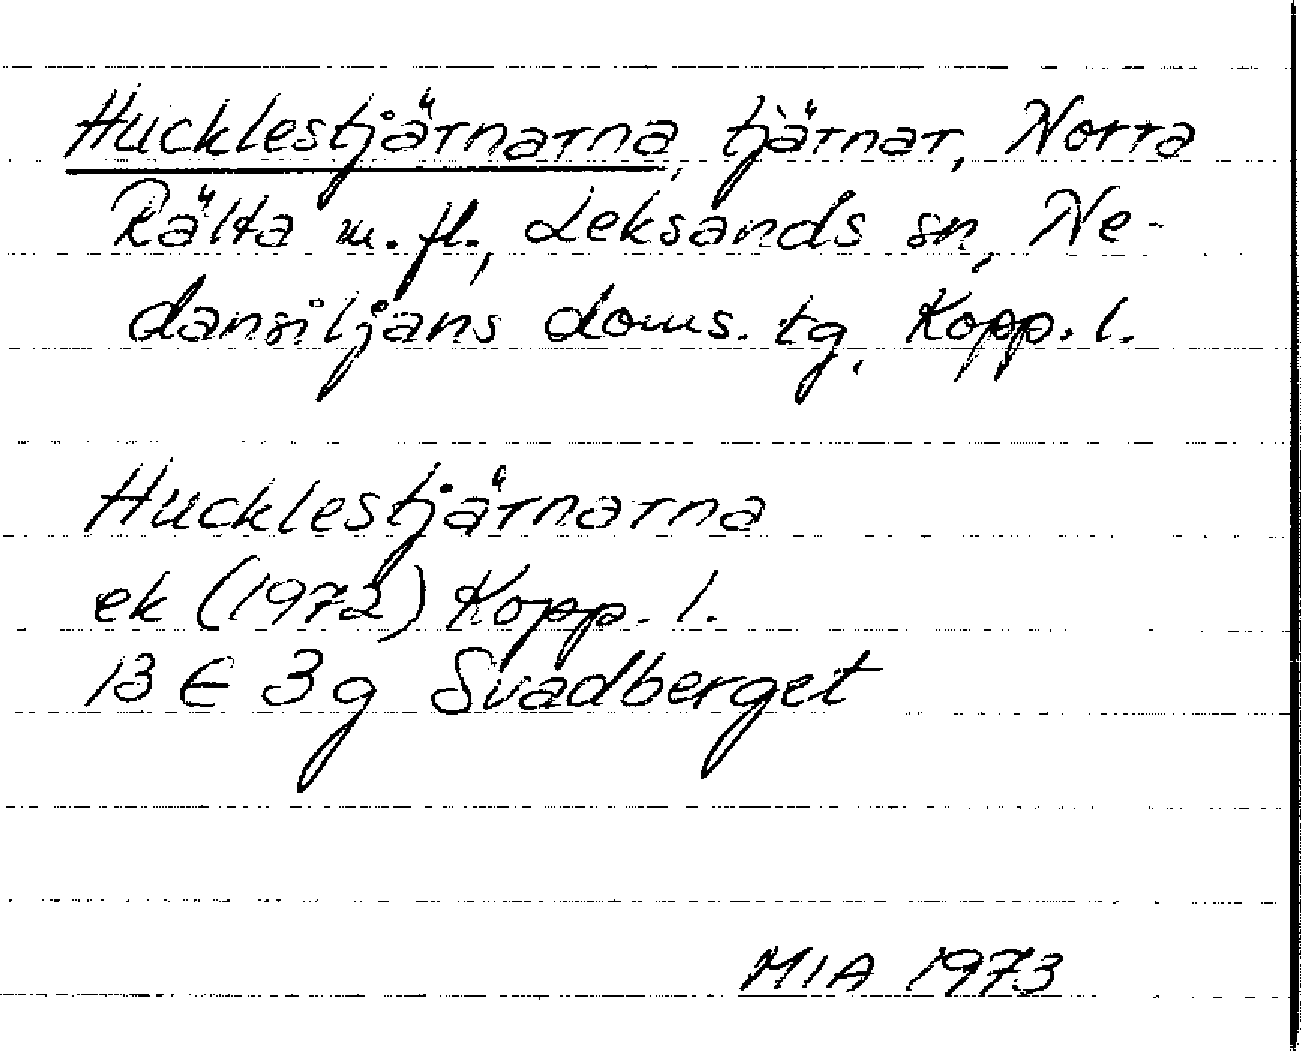 Hucklestjärnarna, tjärnar, Norra
Rälta m.fl., Leksands sn, Ne-
dansiljans doms. tg, Kopp. l.
Hucklestjärnarna
ek (1972) Kopp. l.
13 E 3g Svadberget
MIA 1973